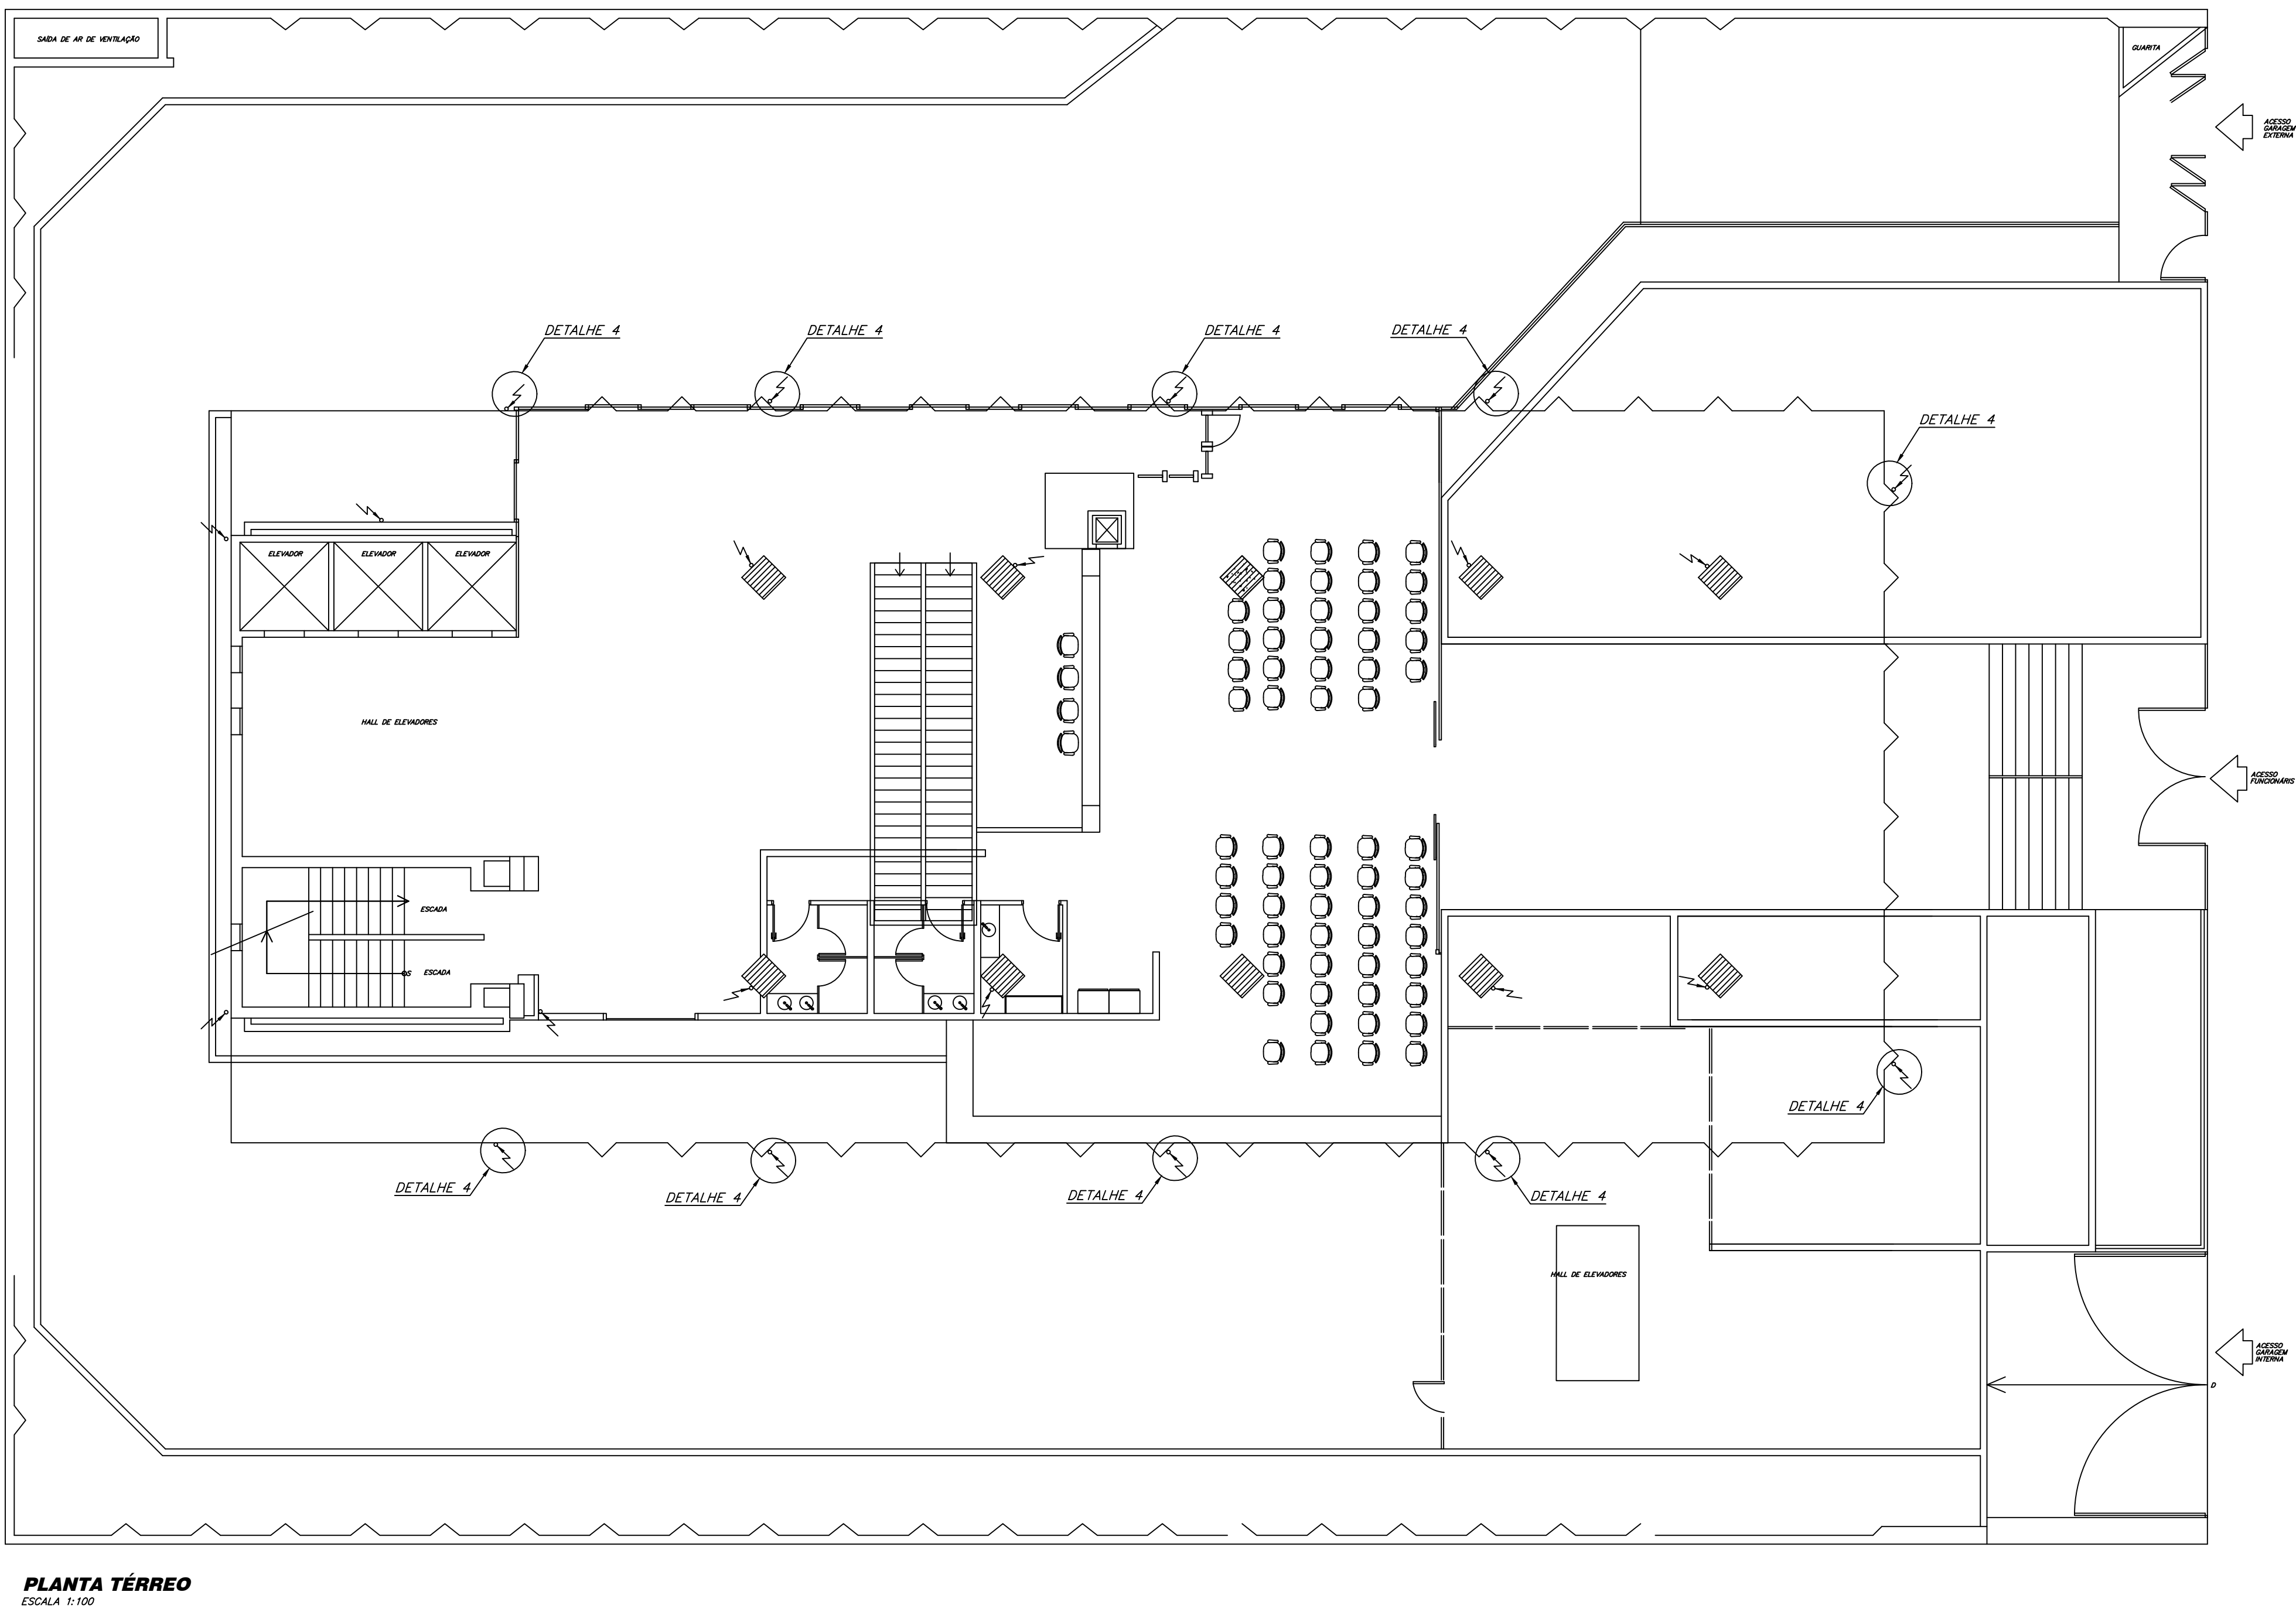 SAÍDA DE AR DE VENTILAÇÃO
GUARITA
ACESSO
GARAGEM
EXTERNA
DETALHE 4
DETALHE 4
DETALHE 4
DETALHE 4
DETALHE 4
ELEVADOR
ELEVADOR
ELEVADOR
HALL DE ELEVADORES
ACESSO
FUNCIONÁRIS
ESCADA
S
ESCADA
DETALHE 4
DETALHE 4
DETALHE 4
DETALHE 4
DETALHE 4
HALL DE ELEVADORES
ACESSO
GARAGEM
INTERNA
D
PLANTA TÉRREO
ESCALA 1:100